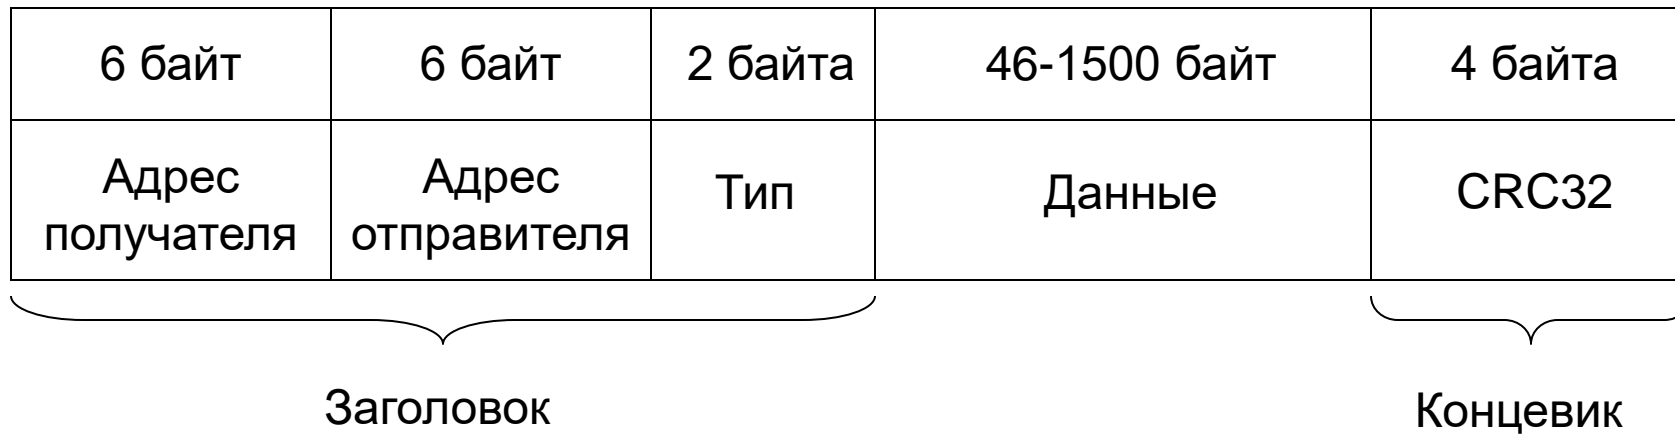 6 байт
6 байт
2 байта
46-1500 байт
4 байта
Адрес
получателя
Адрес
отправителя
Тип
Данные
CRC32
Заголовок
Концевик